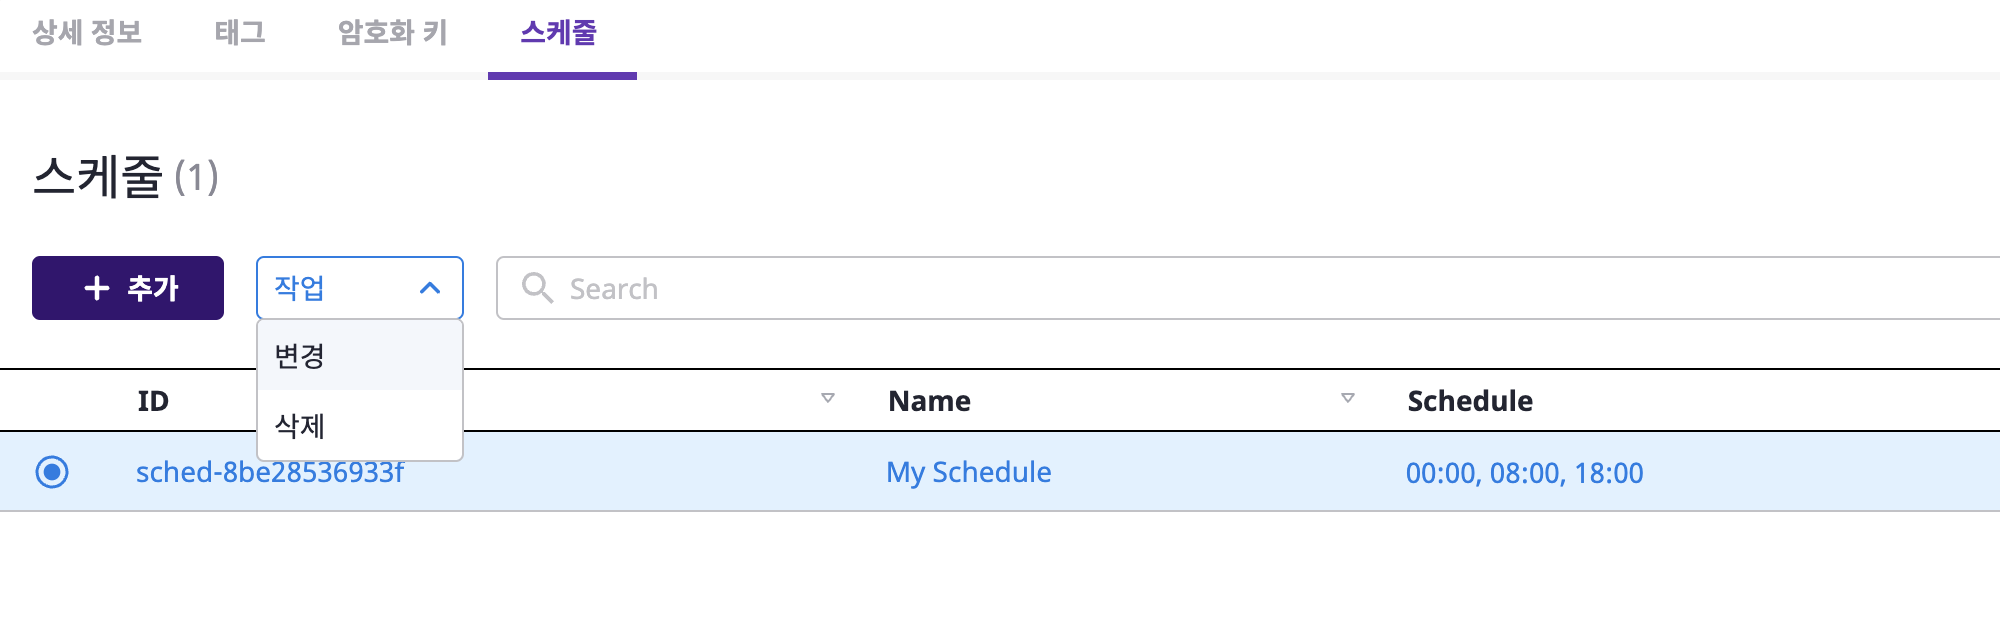 상세 정보 태그 암호화 키 스케줄
스케줄 (1)
+ 추가 작업 Search
변경
삭제
ID Name Schedule
sched-8be28536933f My Schedule 00:00, 08:00, 18:00